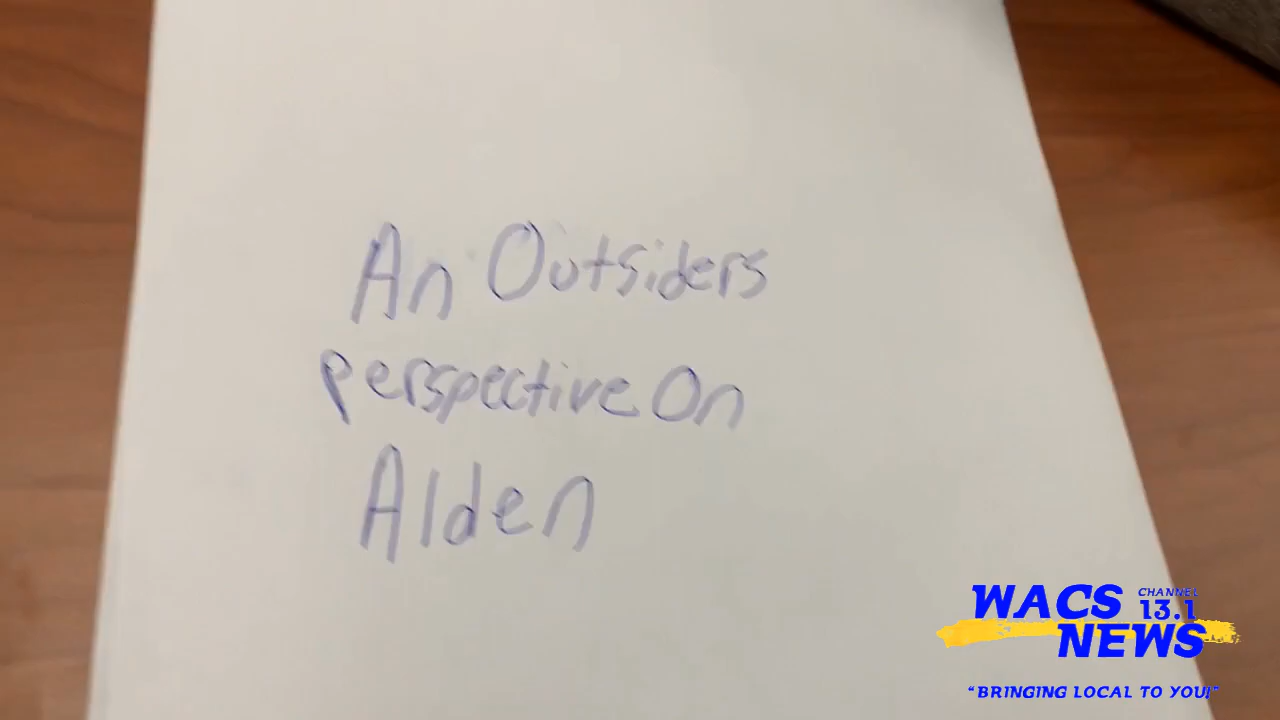 An Outsiders
perspective On
Alden
WACS CHANNEL 13.1
NEWS
"BRINGING LOCAL TO YOU!"